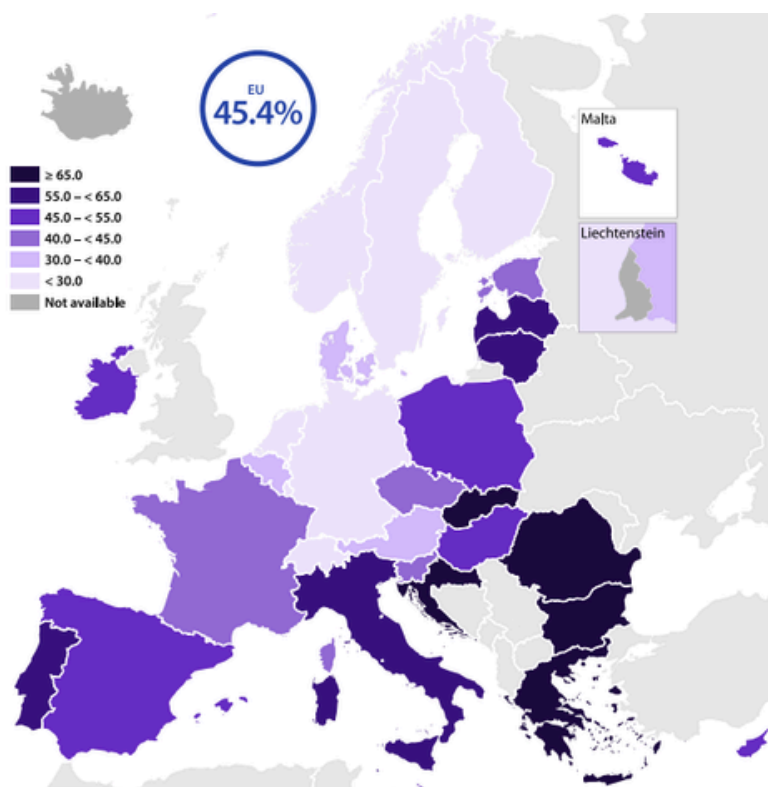 EU
45.4%
≥ 65.0
55.0 – < 65.0
45.0 – < 55.0
40.0 – < 45.0
30.0 – < 40.0
< 30.0
Not available
Malta
Liechtenstein